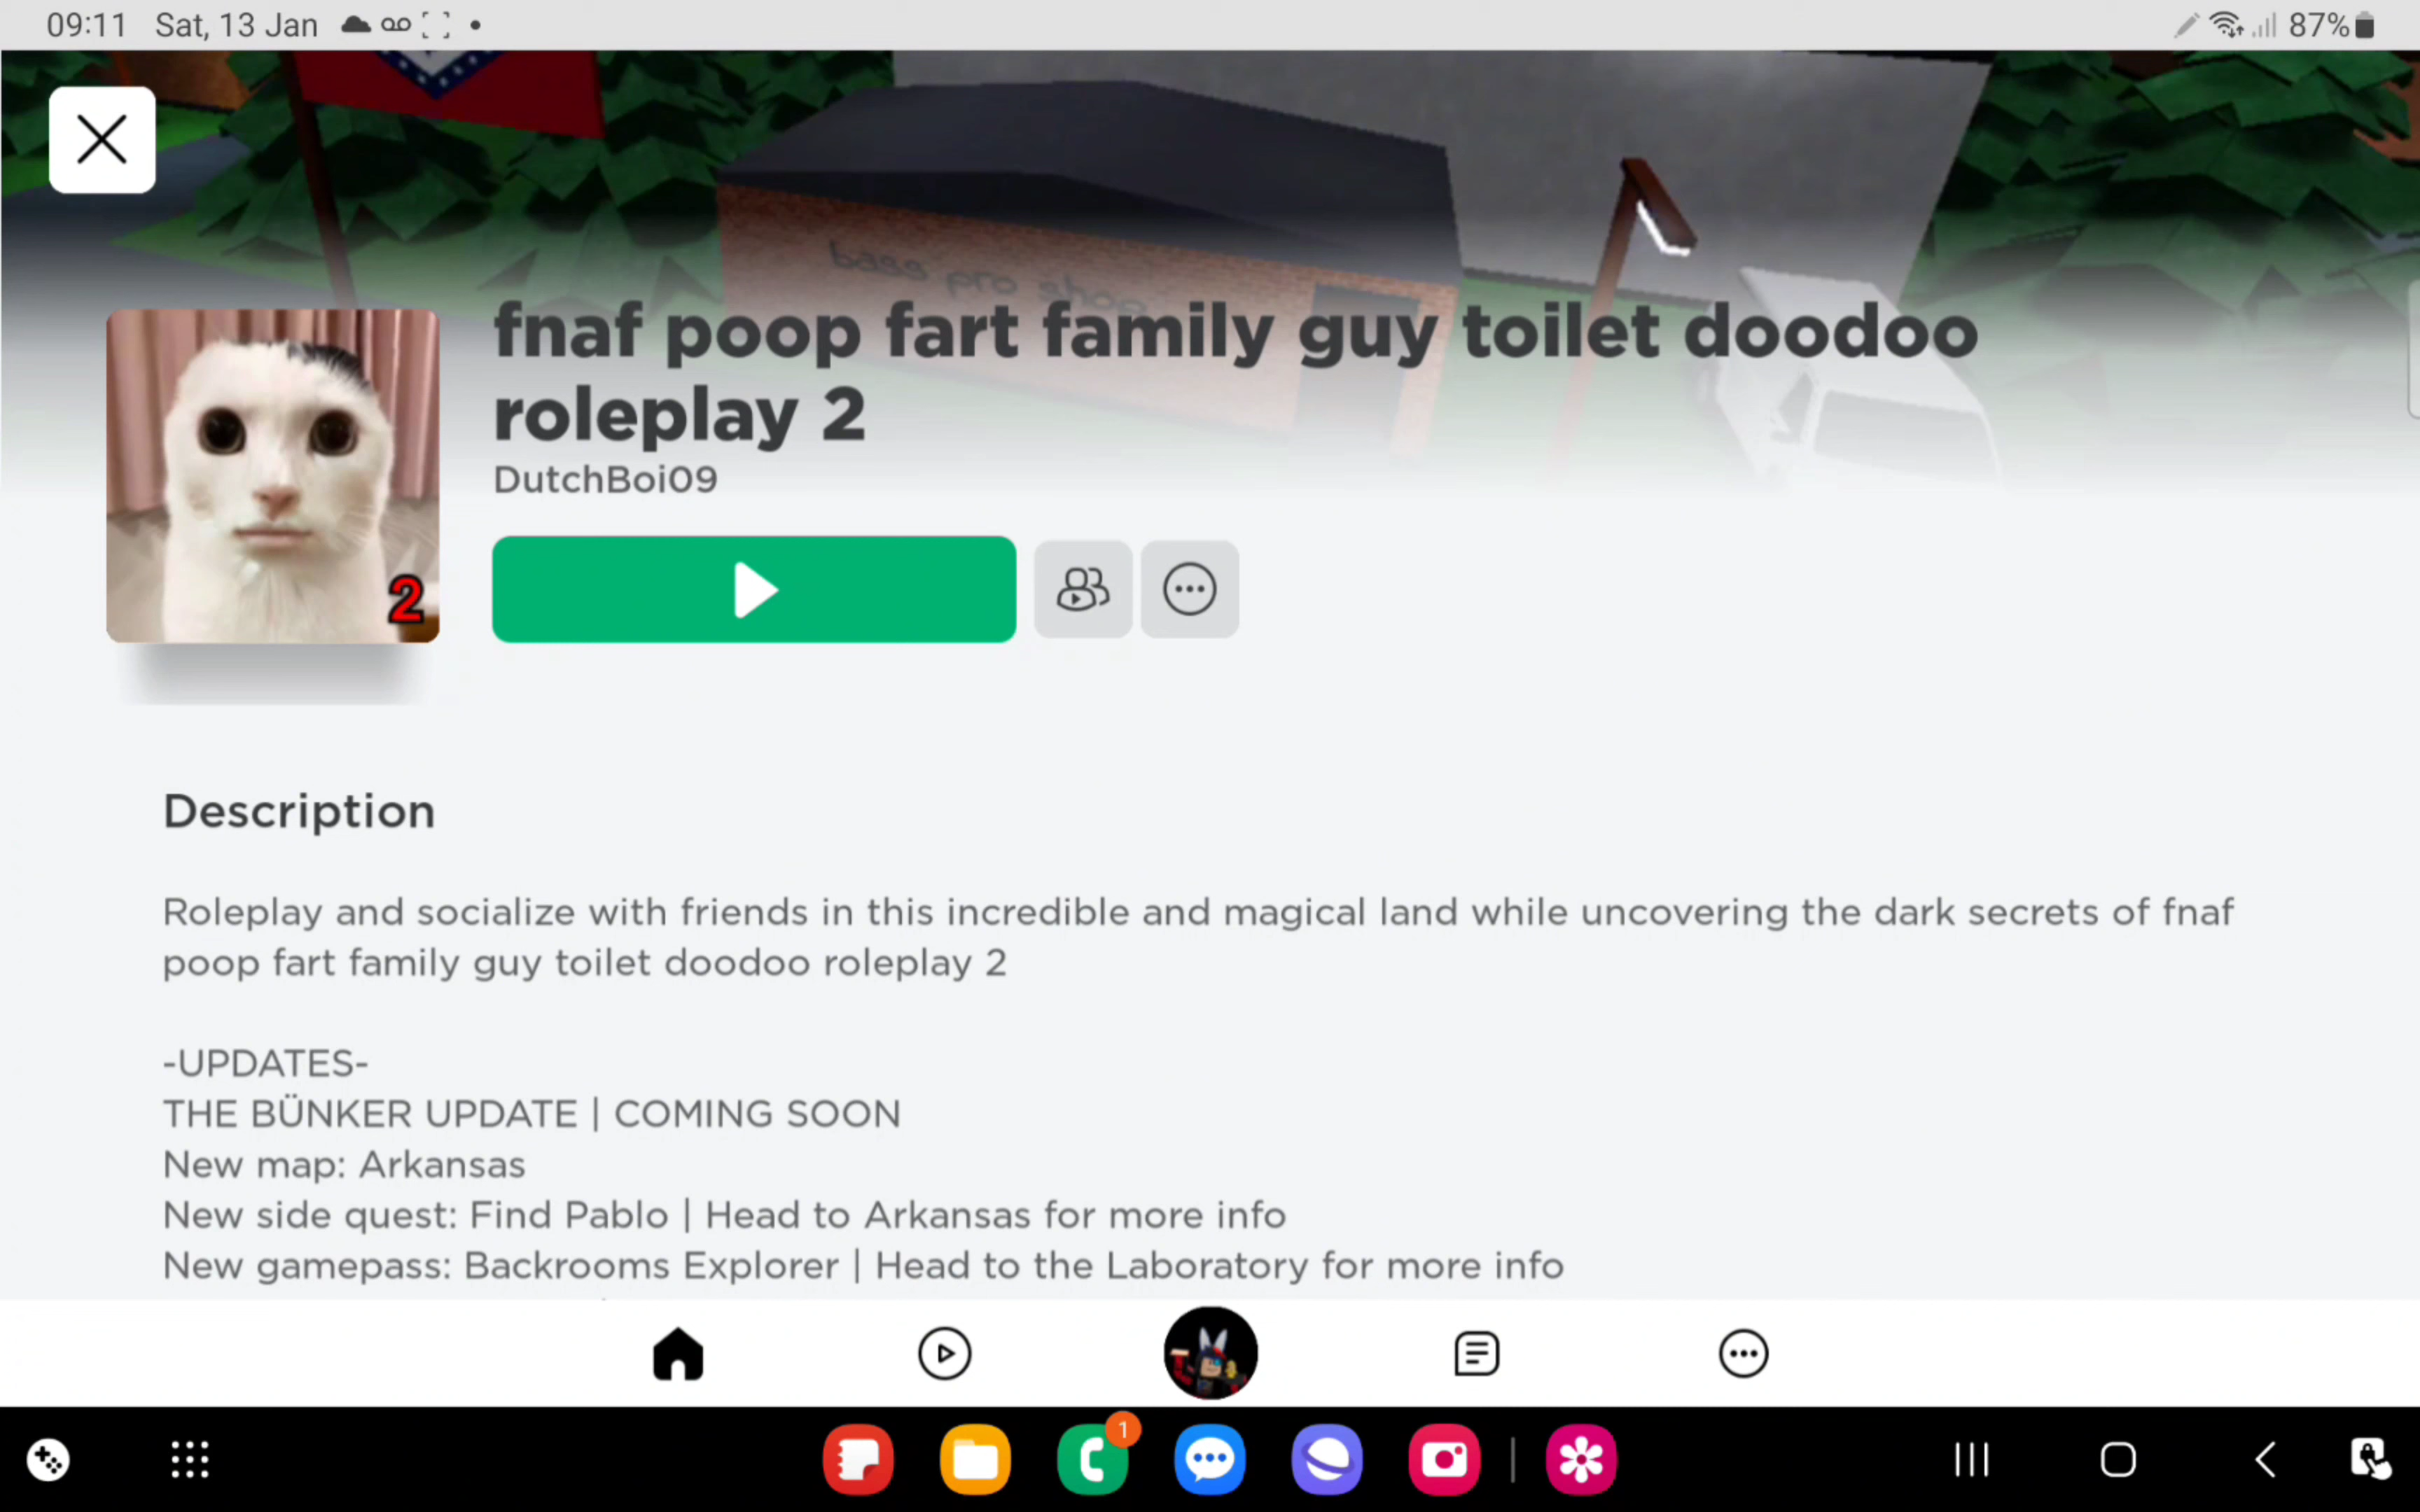 09:11 Sat, 13 Jan
87%
bass pro shop
fnaf poop fart family guy toilet doodoo
roleplay 2
DutchBoi09
2
Description
Roleplay and socialize with friends in this incredible and magical land while uncovering the dark secrets of fnaf
poop fart family guy toilet doodoo roleplay 2
-UPDATES-
THE BÜNKER UPDATE | COMING SOON
New map: Arkansas
New side quest: Find Pablo | Head to Arkansas for more info
New gamepass: Backrooms Explorer | Head to the Laboratory for more info
1